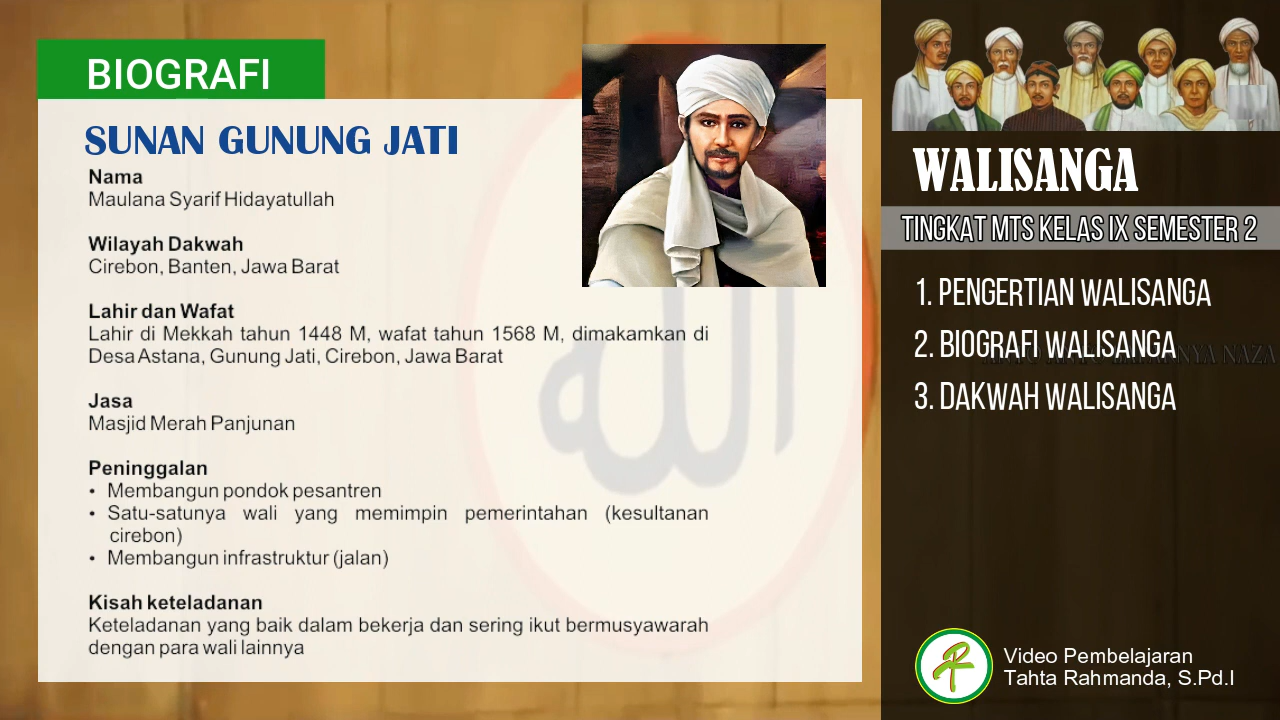 BIOGRAFI
SUNAN GUNUNG JATI
Nama
Maulana Syarif Hidayatullah
Wilayah Dakwah
Cirebon, Banten, Jawa Barat
Lahir dan Wafat
Lahir di Mekkah tahun 1448 M, wafat tahun 1568 M, dimakamkan di
Desa Astana, Gunung Jati, Cirebon, Jawa Barat
Jasa
Masjid Merah Panjunan
Peninggalan
• Membangun pondok pesantren
• Satu-satunya wali yang memimpin pemerintahan (kesultanan
cirebon)
• Membangun infrastruktur (jalan)
Kisah keteladanan
Keteladanan yang baik dalam bekerja dan sering ikut bermusyawarah
dengan para wali lainnya
الله
WALISANGA
TINGKAT MTS KELAS IX SEMESTER 2
1. PENGERTIAN WALISANGA
2. BIOGRAFI WALISANGA
3. DAKWAH WALISANGA
Video Pembelajaran
Tahta Rahmanda, S.Pd.I